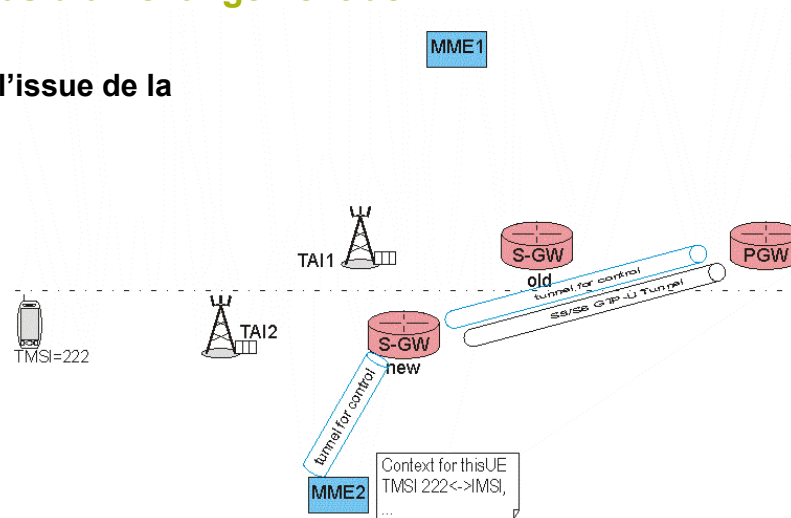 MME1
l'issue de la
TAI1
S-GW
old
PGW
tunnel for control
S5/S8 GTP-U Tunnel
TMSI=222
TAI2
S-GW
new
tunnel for control
MME2
Context for thisUE
TMSI 222<->IMSI,
...